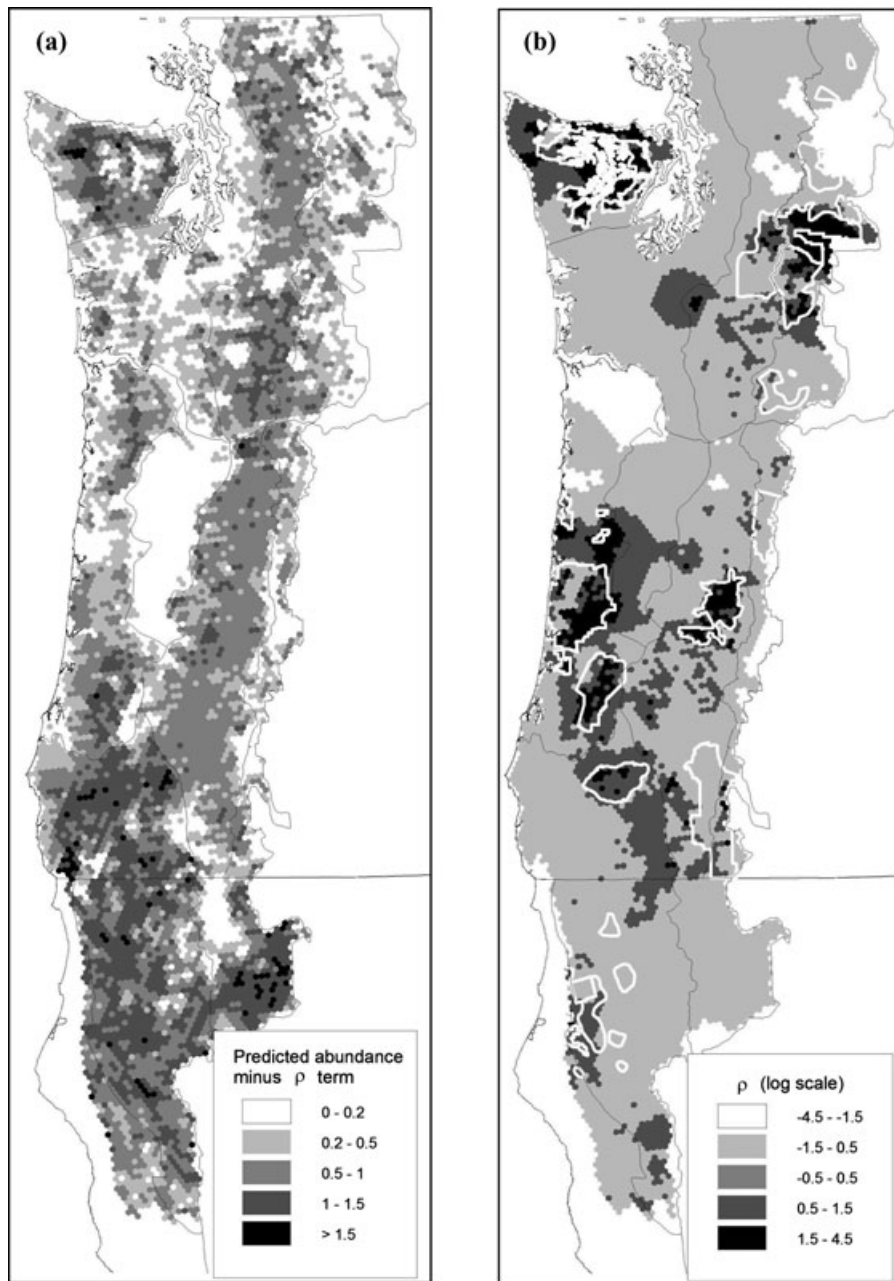 (a)
Predicted abundance
minus ρ term
0 - 0.2
0.2 - 0.5
0.5 - 1
1 - 1.5
> 1.5
(b)
ρ (log scale)
-4.5 - -1.5
-1.5 - 0.5
-0.5 - 0.5
0.5 - 1.5
1.5 - 4.5